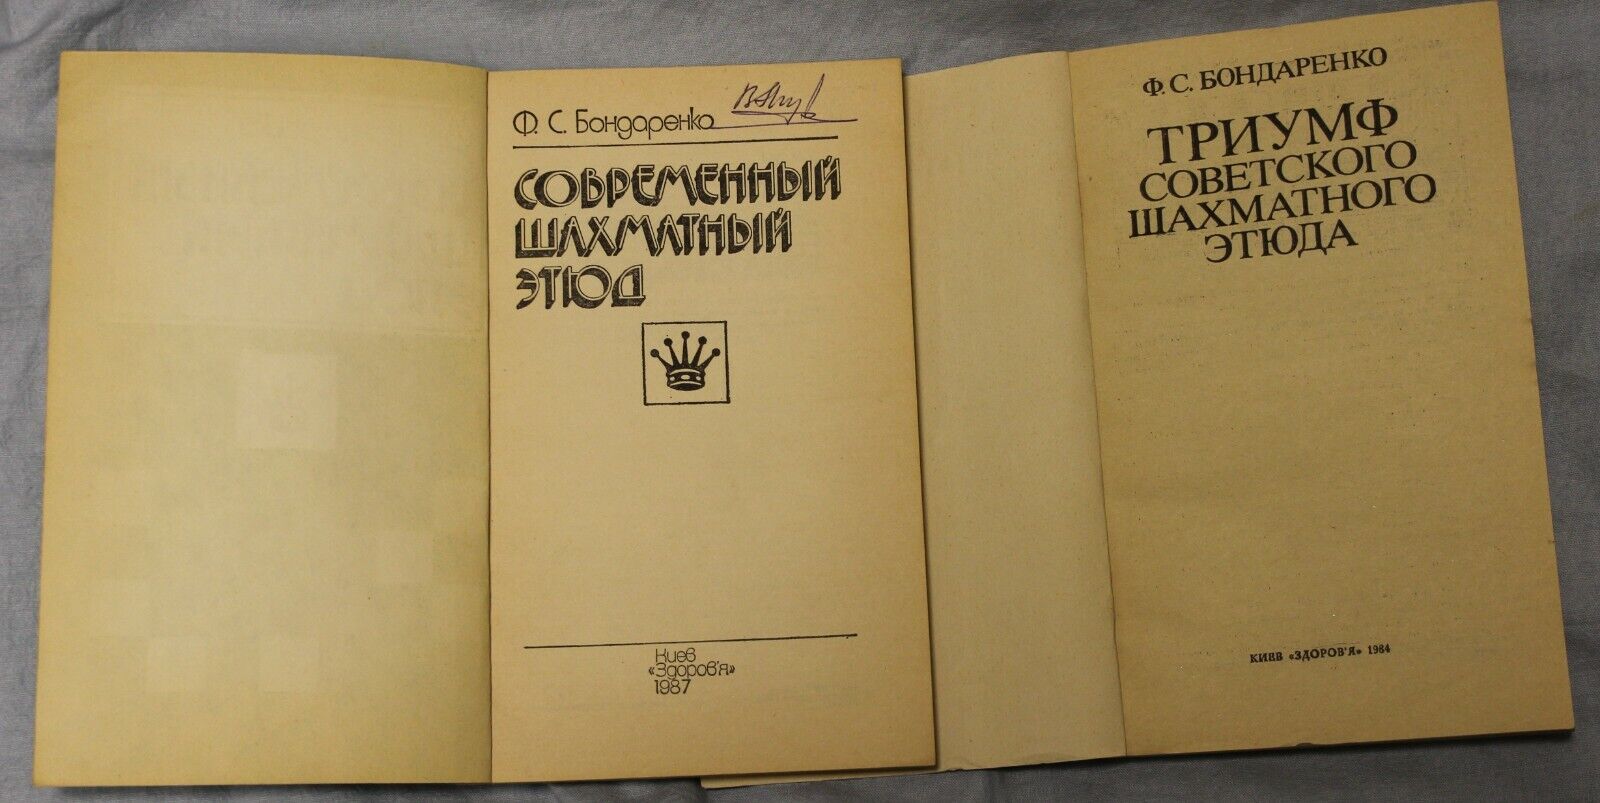 Ф. С. Бондаренко
СОВРЕМЕННЫЙ
ШАХМАТНЫЙ
ЭТЮД
Киев
«Здоров'я»
1987
Ф. С. БОНДАРЕНКО
ТРИУМФ
СОВЕТСКОГО
ШАХМАТНОГО
ЭТЮДА
КИЕВ «ЗДОРОВ'Я» 1984